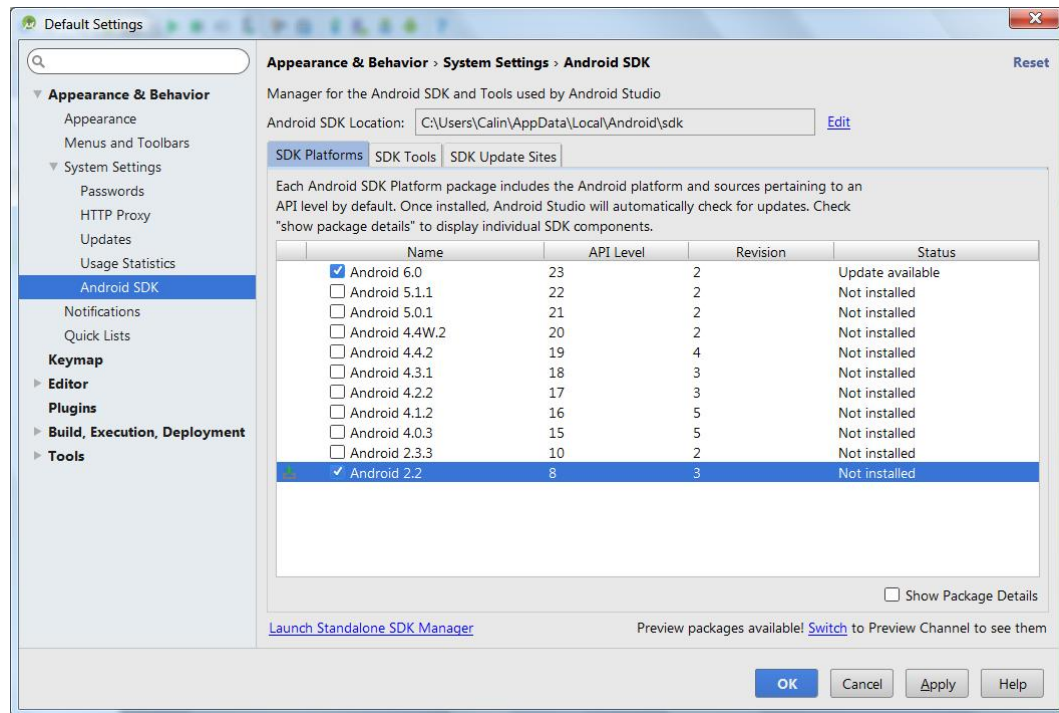 Default Settings
Appearance & Behavior
Appearance
Menus and Toolbars
System Settings
Passwords
HTTP Proxy
Updates
Usage Statistics
Android SDK
Notifications
Quick Lists
Keymap
Editor
Plugins
Build, Execution, Deployment
Tools
Appearance & Behavior › System Settings › Android SDK
Reset
Manager for the Android SDK and Tools used by Android Studio
Android SDK Location: C:\Users\Calin\AppData\Local\Android\sdk Edit
SDK Platforms SDK Tools SDK Update Sites
Each Android SDK Platform package includes the Android platform and sources pertaining to an
API level by default. Once installed, Android Studio will automatically check for updates. Check
"show package details" to display individual SDK components.
Name API Level Revision Status
Android 6.0 23 2 Update available
Android 5.1.1 22 2 Not installed
Android 5.0.1 21 2 Not installed
Android 4.4W.2 20 2 Not installed
Android 4.4.2 19 4 Not installed
Android 4.3.1 18 3 Not installed
Android 4.2.2 17 3 Not installed
Android 4.1.2 16 5 Not installed
Android 4.0.3 15 5 Not installed
Android 2.3.3 10 2 Not installed
Android 2.2 8 3 Not installed
Show Package Details
Launch Standalone SDK Manager
Preview packages available! Switch to Preview Channel to see them
OK Cancel Apply Help